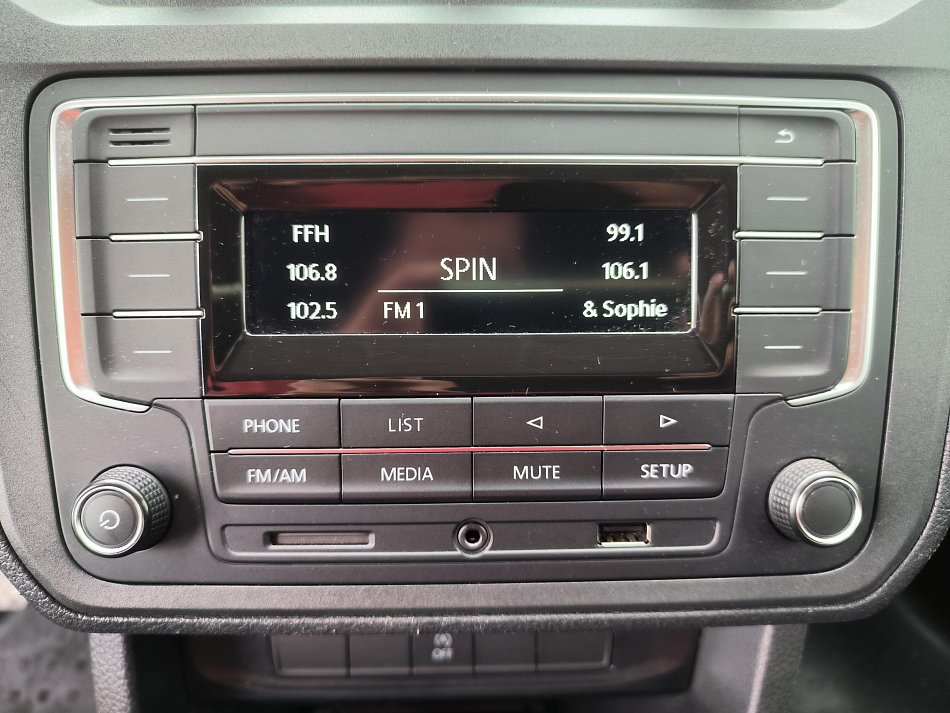 FFH 99.1
106.8 SPIN 106.1
102.5 FM 1 & Sophie
PHONE LIST
FM/AM MEDIA MUTE SETUP
OFF